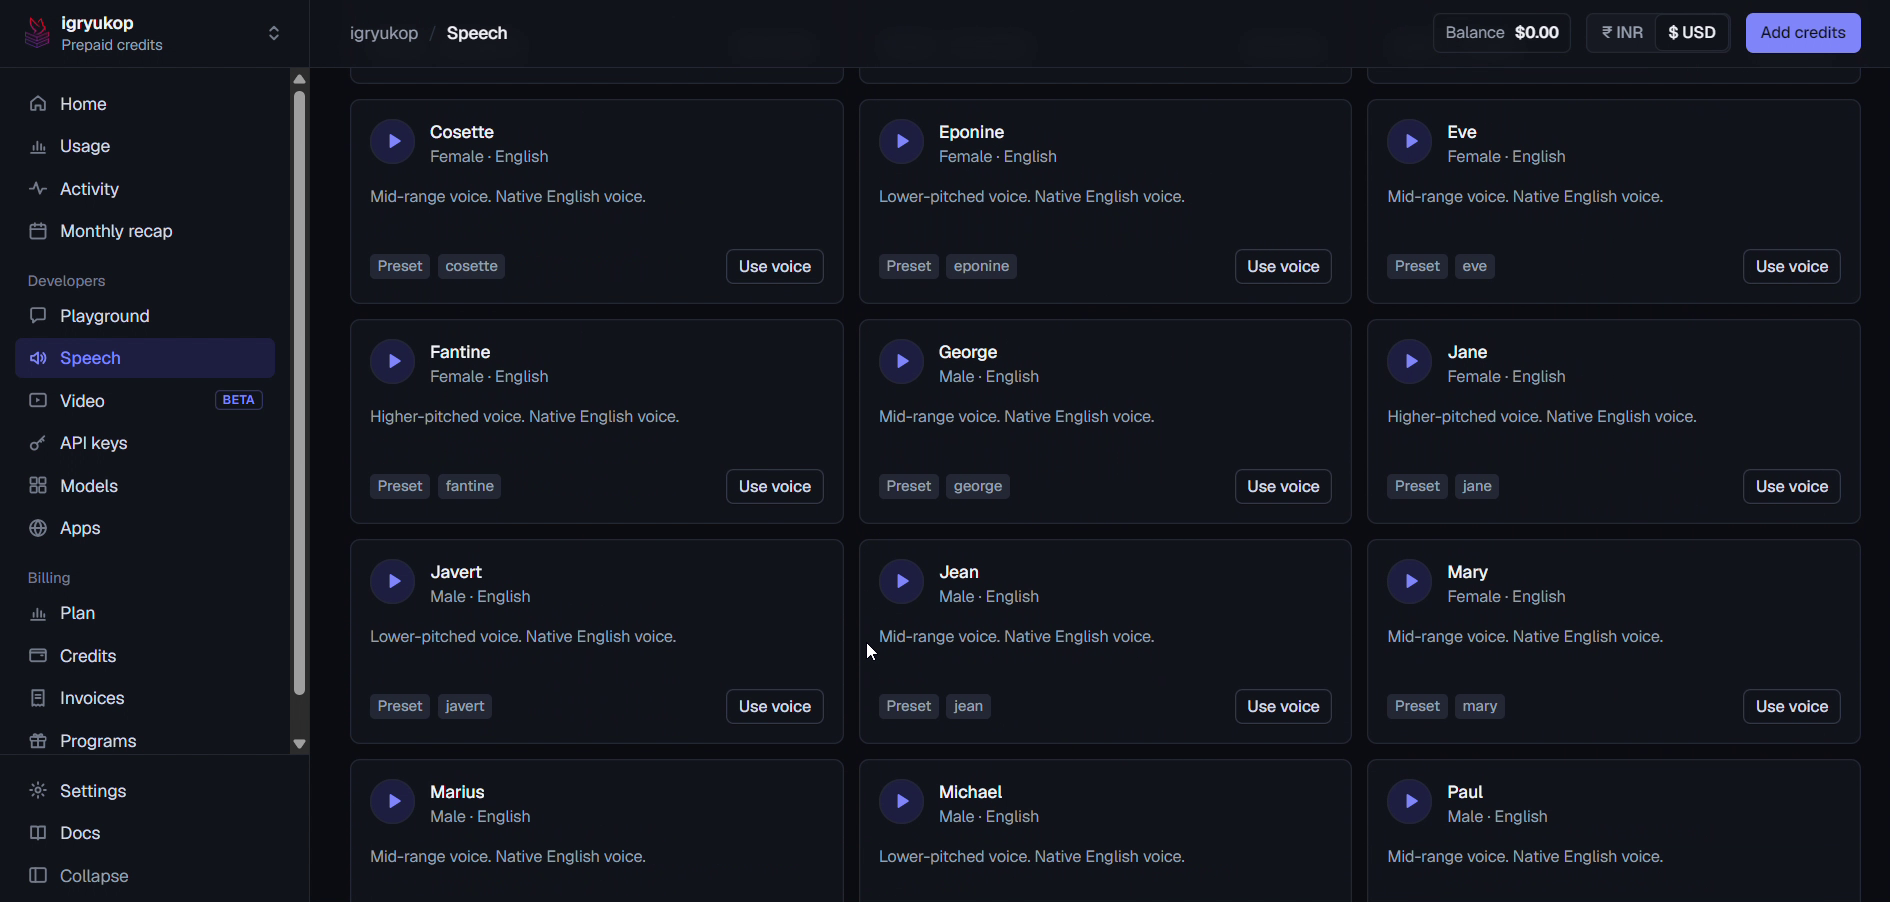 igryukop
Prepaid credits
Home
Usage
Activity
Monthly recap
Developers
Playground
Speech
Video BETA
API keys
Models
Apps
Billing
Plan
Credits
Invoices
Programs
Settings
Docs
Collapse
igryukop / Speech
Balance $0.00
₹ INR $ USD
Add credits
Cosette
Female · English
Mid-range voice. Native English voice.
Preset cosette Use voice
Eponine
Female · English
Lower-pitched voice. Native English voice.
Preset eponine Use voice
Eve
Female · English
Mid-range voice. Native English voice.
Preset eve Use voice
Fantine
Female · English
Higher-pitched voice. Native English voice.
Preset fantine Use voice
George
Male · English
Mid-range voice. Native English voice.
Preset george Use voice
Jane
Female · English
Higher-pitched voice. Native English voice.
Preset jane Use voice
Javert
Male · English
Lower-pitched voice. Native English voice.
Preset javert Use voice
Jean
Male · English
Mid-range voice. Native English voice.
Preset jean Use voice
Mary
Female · English
Mid-range voice. Native English voice.
Preset mary Use voice
Marius
Male · English
Mid-range voice. Native English voice.
Michael
Male · English
Lower-pitched voice. Native English voice.
Paul
Male · English
Mid-range voice. Native English voice.